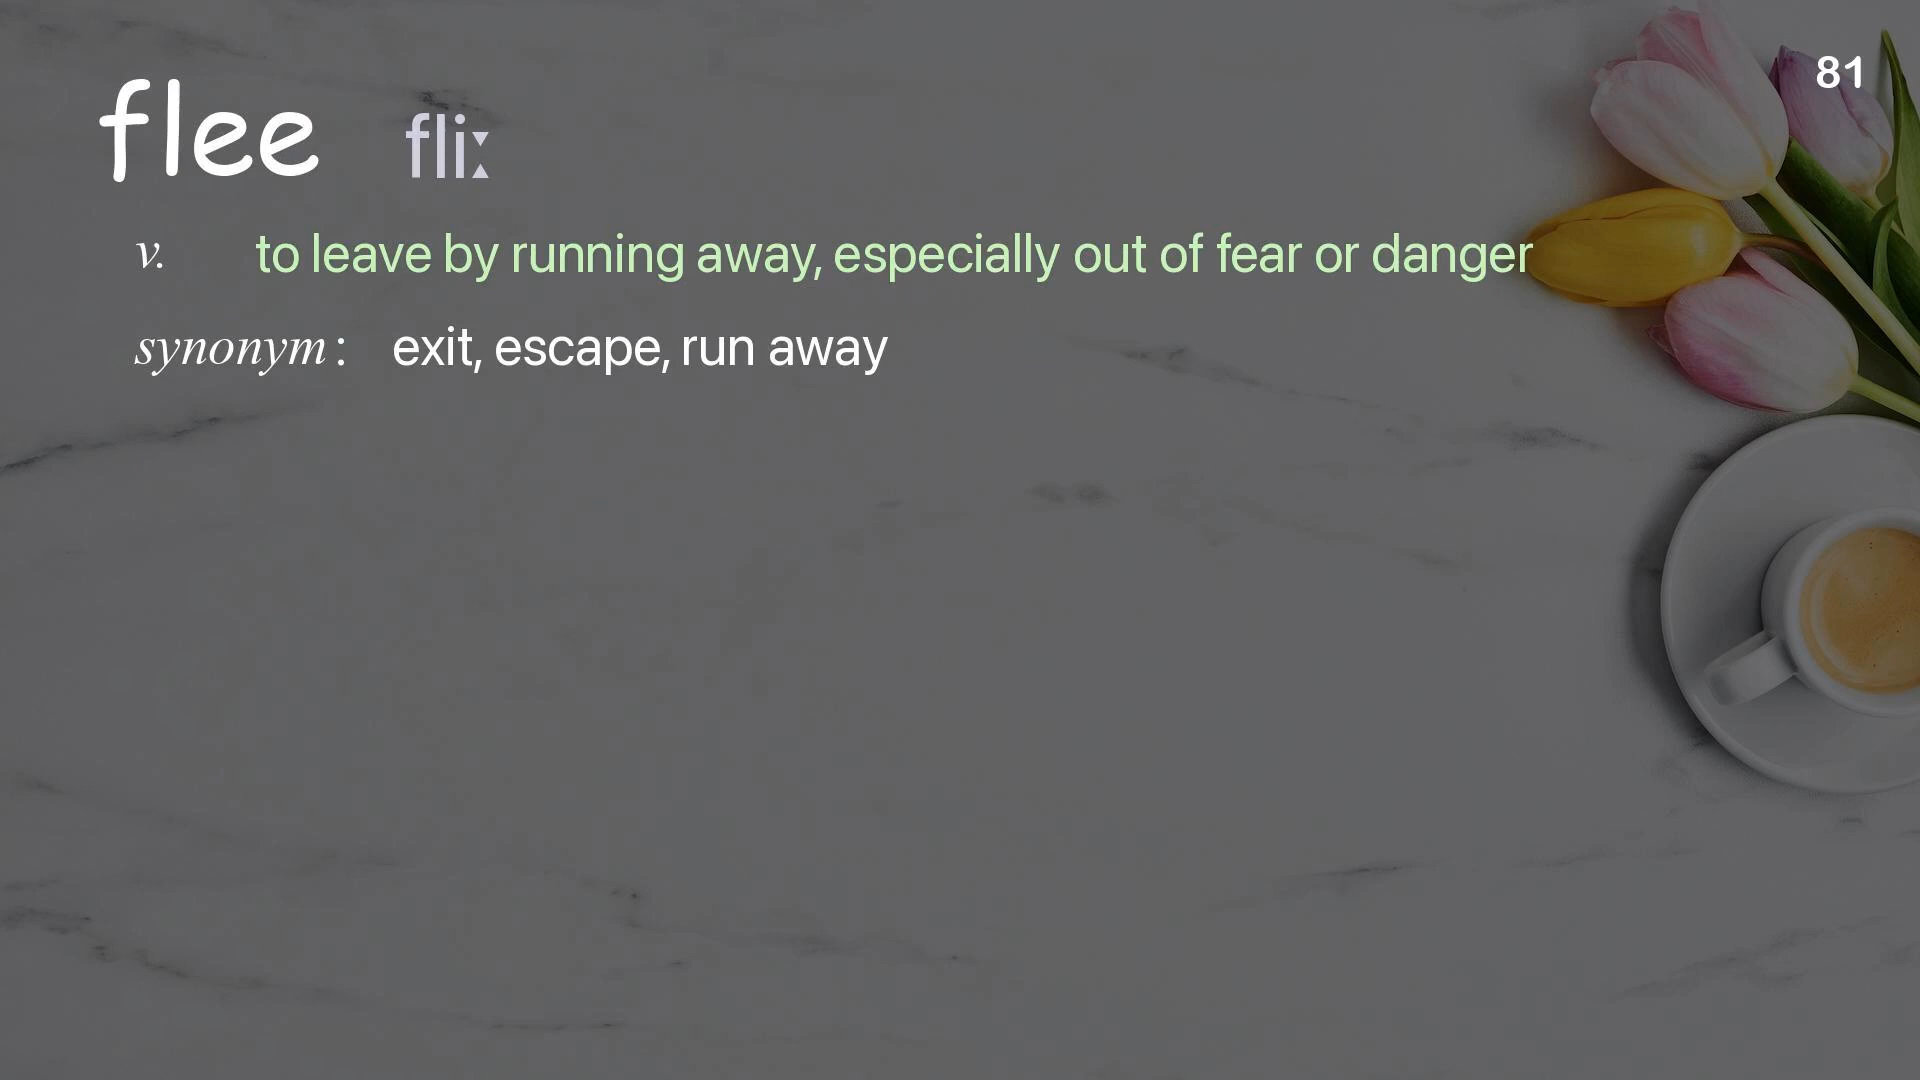 81
flee fliː
v. to leave by running away, especially out of fear or danger
synonym : exit, escape, run away